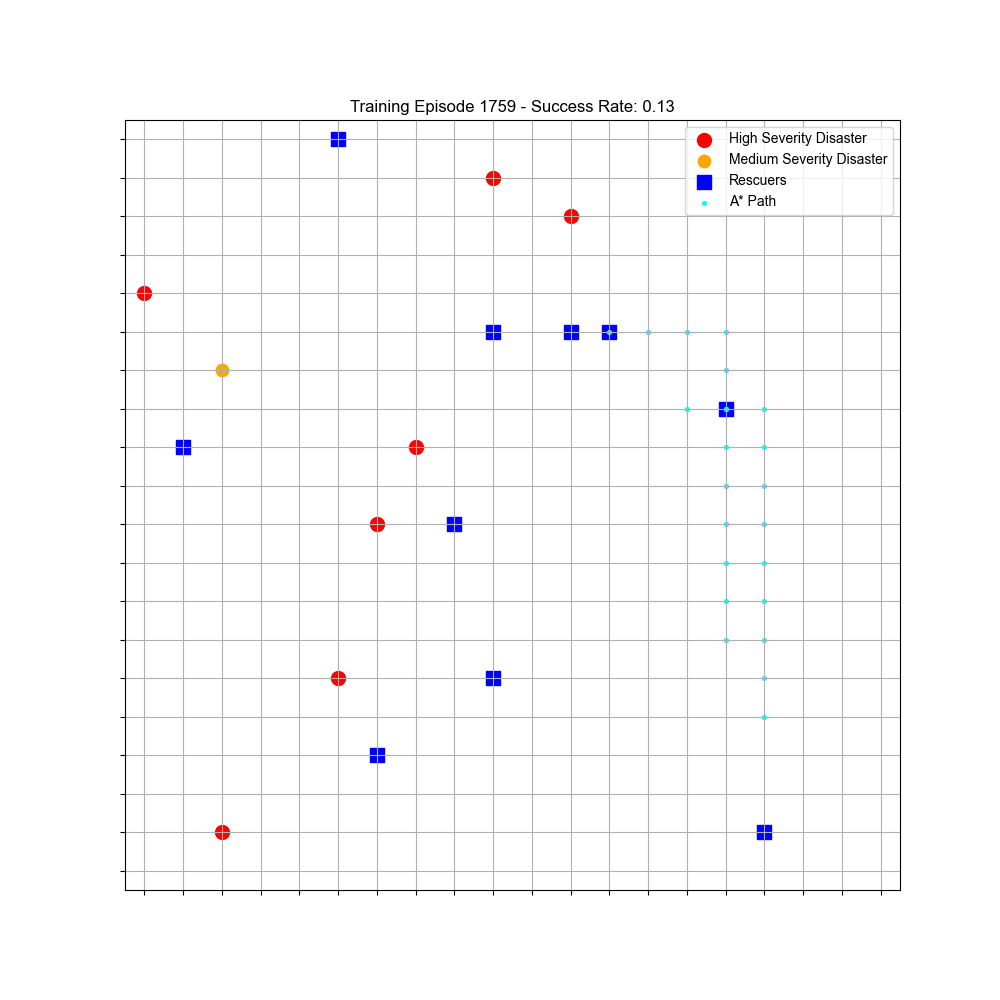 Training Episode 1759 - Success Rate: 0.13
High Severity Disaster
Medium Severity Disaster
Rescuers
A* Path